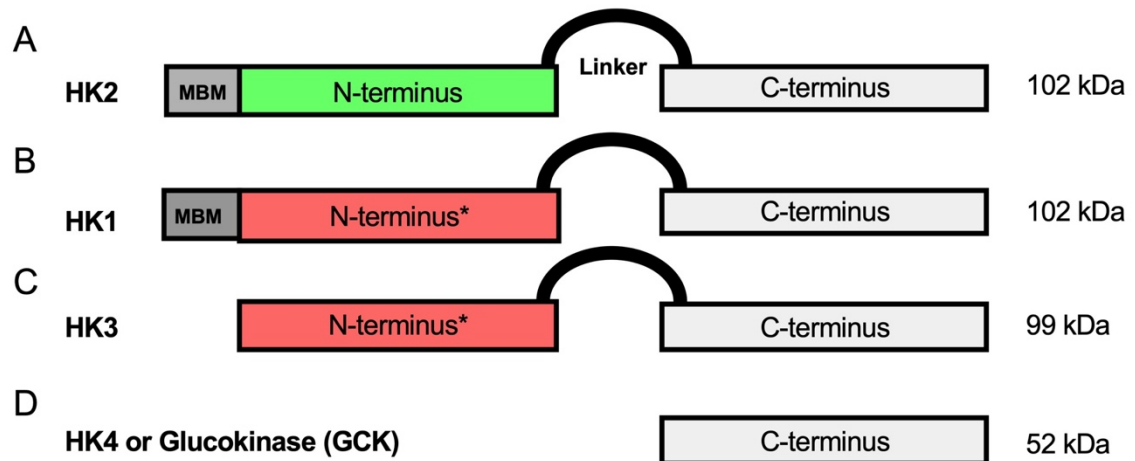 A
HK2
MBM
N-terminus
Linker
C-terminus
102 kDa
B
HK1
MBM
N-terminus*
C-terminus
102 kDa
C
HK3
N-terminus*
C-terminus
99 kDa
D
HK4 or Glucokinase (GCK)
C-terminus
52 kDa